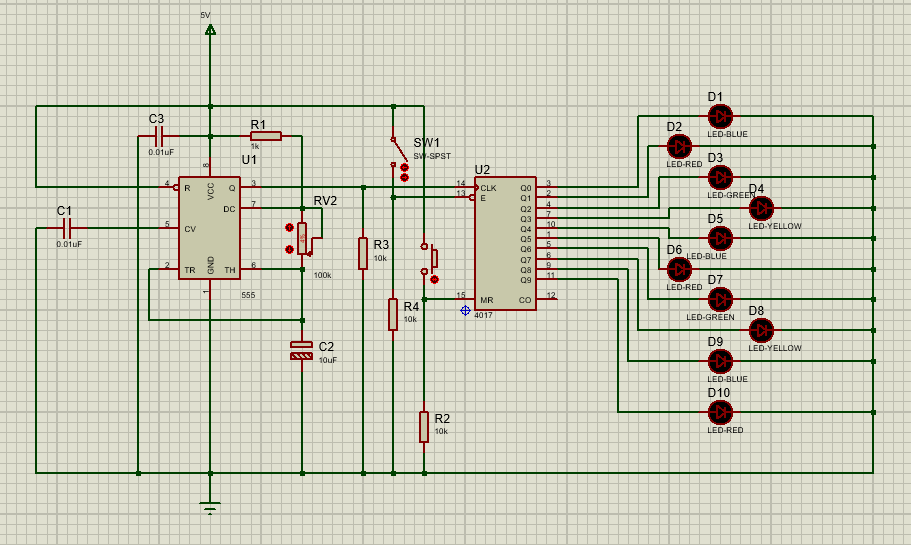 5V
C3
0.01uF
R1
1k
U1
8
4
R
VCC
Q
3
DC
7
C1
0.01uF
5
CV
2
TR
GND
TH
6
1
555
RV2
100k
C2
10uF
R3
10k
R4
10k
SW1
SW-SPST
R2
10k
U2
14
CLK
13
E
15
MR
4017
Q0
3
Q1
2
Q2
4
Q3
7
Q4
10
Q5
1
Q6
5
Q7
6
Q8
9
Q9
11
CO
12
D1
LED-BLUE
D2
LED-RED
D3
LED-GREEN
D4
LED-YELLOW
D5
LED-BLUE
D6
LED-RED
D7
LED-GREEN
D8
LED-YELLOW
D9
LED-BLUE
D10
LED-RED